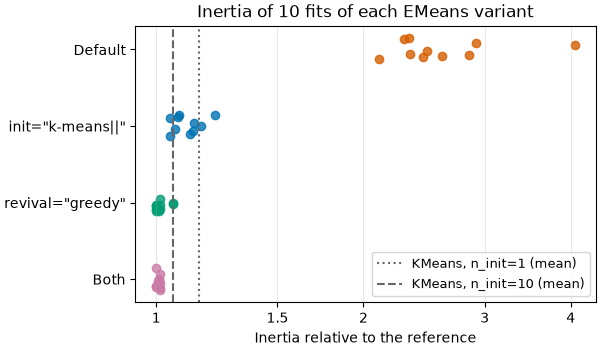 Inertia of 10 fits of each EMeans variant
Default
init="k-means||"
revival="greedy"
Both
KMeans, n_init=1 (mean)
KMeans, n_init=10 (mean)
1
1.5
2
3
4
Inertia relative to the reference